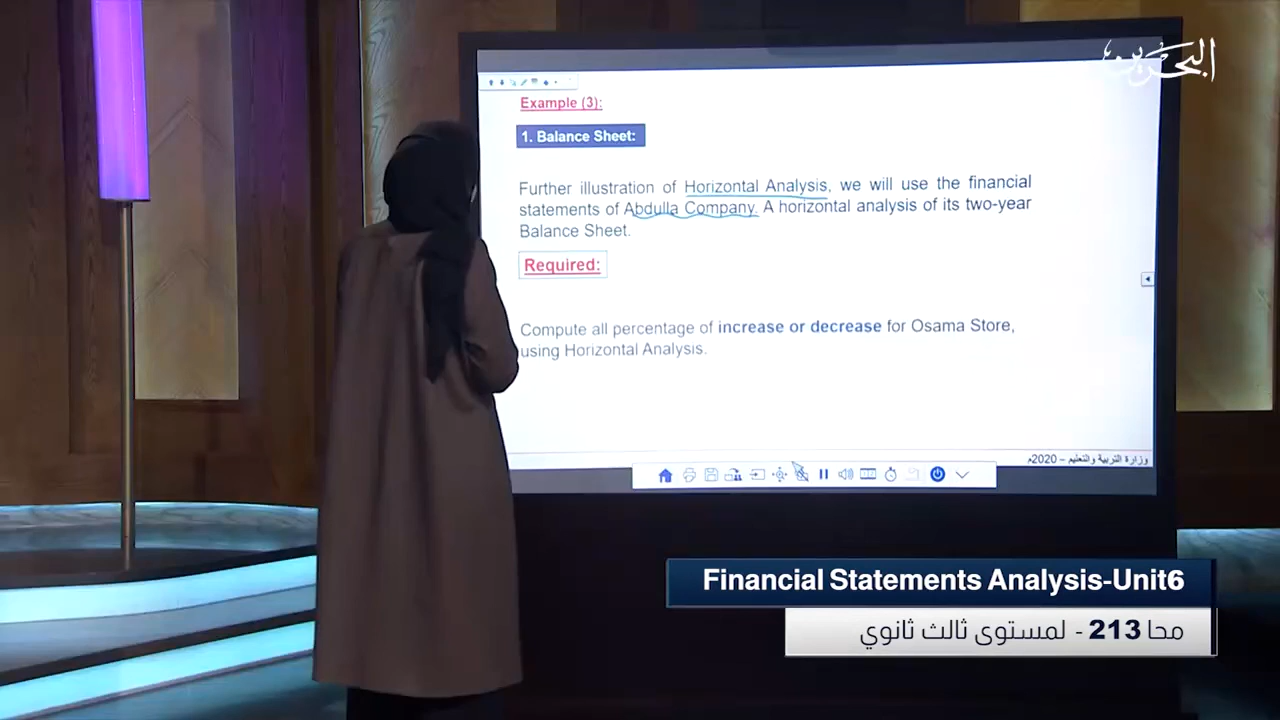 البحرين
Example (3):
1. Balance Sheet:
Further illustration of Horizontal Analysis, we will use the financial
statements of Abdulla Company. A horizontal analysis of its two-year
Balance Sheet.
Required:
Compute all percentage of increase or decrease for Osama Store,
using Horizontal Analysis.
وزارة التربية والتعليم – 2020م
Financial Statements Analysis-Unit6
محا 213 - لمستوى ثالث ثانوي